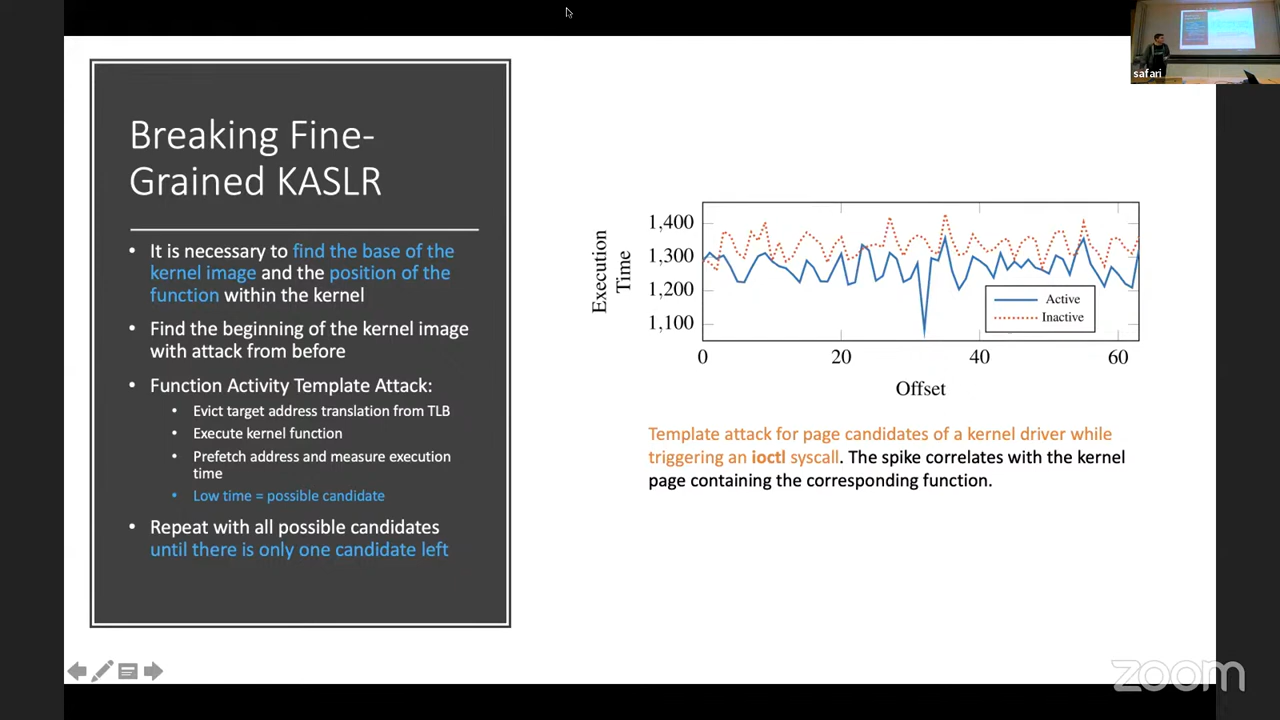 safari
Breaking Fine-
Grained KASLR
• It is necessary to find the base of the
kernel image and the position of the
function within the kernel
• Find the beginning of the kernel image
with attack from before
• Function Activity Template Attack:
• Evict target address translation from TLB
• Execute kernel function
• Prefetch address and measure execution
time
• Low time = possible candidate
• Repeat with all possible candidates
until there is only one candidate left
Execution
Time
1,400
1,300
1,200
1,100
0 20 40 60
Offset
Active
Inactive
Template attack for page candidates of a kernel driver while
triggering an ioctl syscall. The spike correlates with the kernel
page containing the corresponding function.
zoom